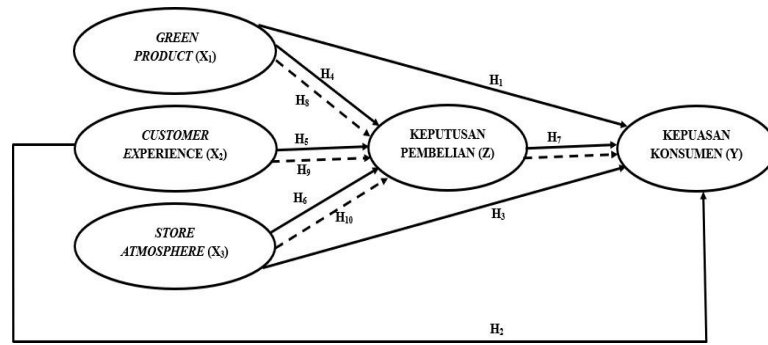 GREEN
PRODUCT (X₁)
H₁
H₄
H₈
CUSTOMER
EXPERIENCE (X₂)
H₅
H₉
KEPUTUSAN
PEMBELIAN (Z)
H₇
KEPUASAN
KONSUMEN (Y)
H₆
H₁₀
H₃
STORE
ATMOSPHERE (X₃)
H₂